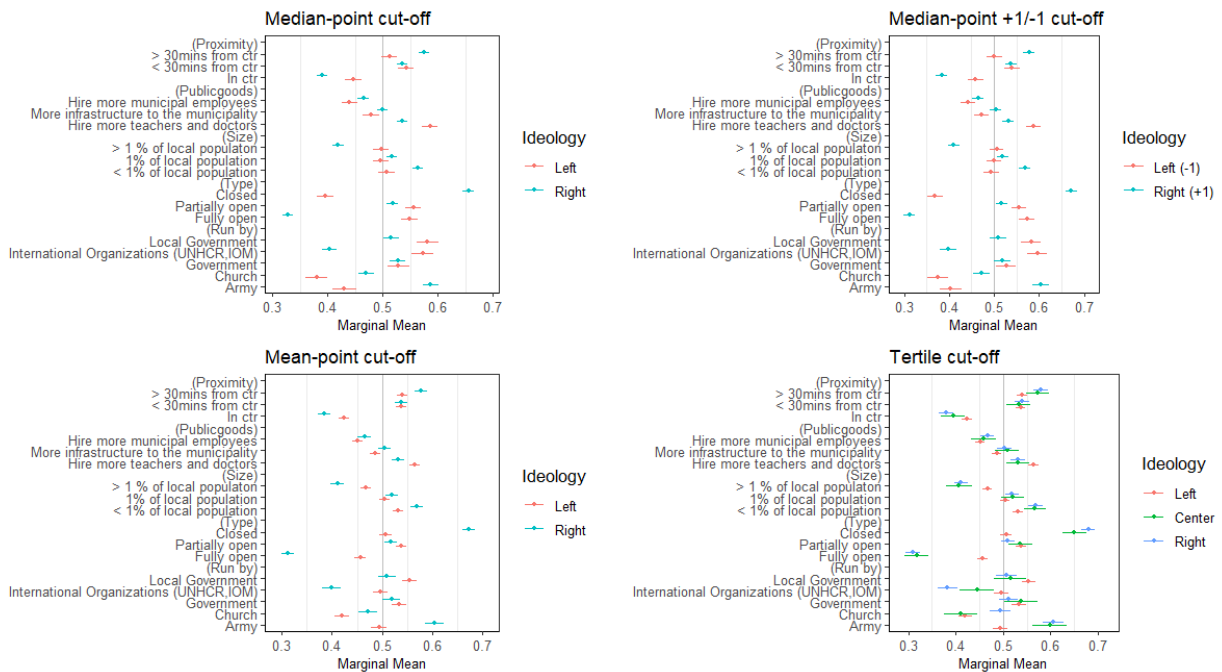 Median-point cut-off
(Proximity)
> 30mins from ctr
< 30mins from ctr
In ctr
(Publicgoods)
Hire more municipal employees
More infrastructure to the municipality
Hire more teachers and doctors
(Size)
> 1 % of local populaton
1% of local population
< 1% of local population
(Type)
Closed
Partially open
Fully open
(Run by)
Local Government
International Organizations (UNHCR,IOM)
Government
Church
Army
0.3 0.4 0.5 0.6 0.7
Marginal Mean
Ideology
Left
Right
Median-point +1/-1 cut-off
(Proximity)
> 30mins from ctr
< 30mins from ctr
In ctr
(Publicgoods)
Hire more municipal employees
More infrastructure to the municipality
Hire more teachers and doctors
(Size)
> 1 % of local populaton
1% of local population
< 1% of local population
(Type)
Closed
Partially open
Fully open
(Run by)
Local Government
International Organizations (UNHCR,IOM)
Government
Church
Army
0.3 0.4 0.5 0.6 0.7
Marginal Mean
Ideology
Left (-1)
Right (+1)
Mean-point cut-off
(Proximity)
> 30mins from ctr
< 30mins from ctr
In ctr
(Publicgoods)
Hire more municipal employees
More infrastructure to the municipality
Hire more teachers and doctors
(Size)
> 1 % of local populaton
1% of local population
< 1% of local population
(Type)
Closed
Partially open
Fully open
(Run by)
Local Government
International Organizations (UNHCR,IOM)
Government
Church
Army
0.3 0.4 0.5 0.6 0.7
Marginal Mean
Ideology
Left
Right
Tertile cut-off
(Proximity)
> 30mins from ctr
< 30mins from ctr
In ctr
(Publicgoods)
Hire more municipal employees
More infrastructure to the municipality
Hire more teachers and doctors
(Size)
> 1 % of local populaton
1% of local population
< 1% of local population
(Type)
Closed
Partially open
Fully open
(Run by)
Local Government
International Organizations (UNHCR,IOM)
Government
Church
Army
0.3 0.4 0.5 0.6 0.7
Marginal Mean
Ideology
Left
Center
Right